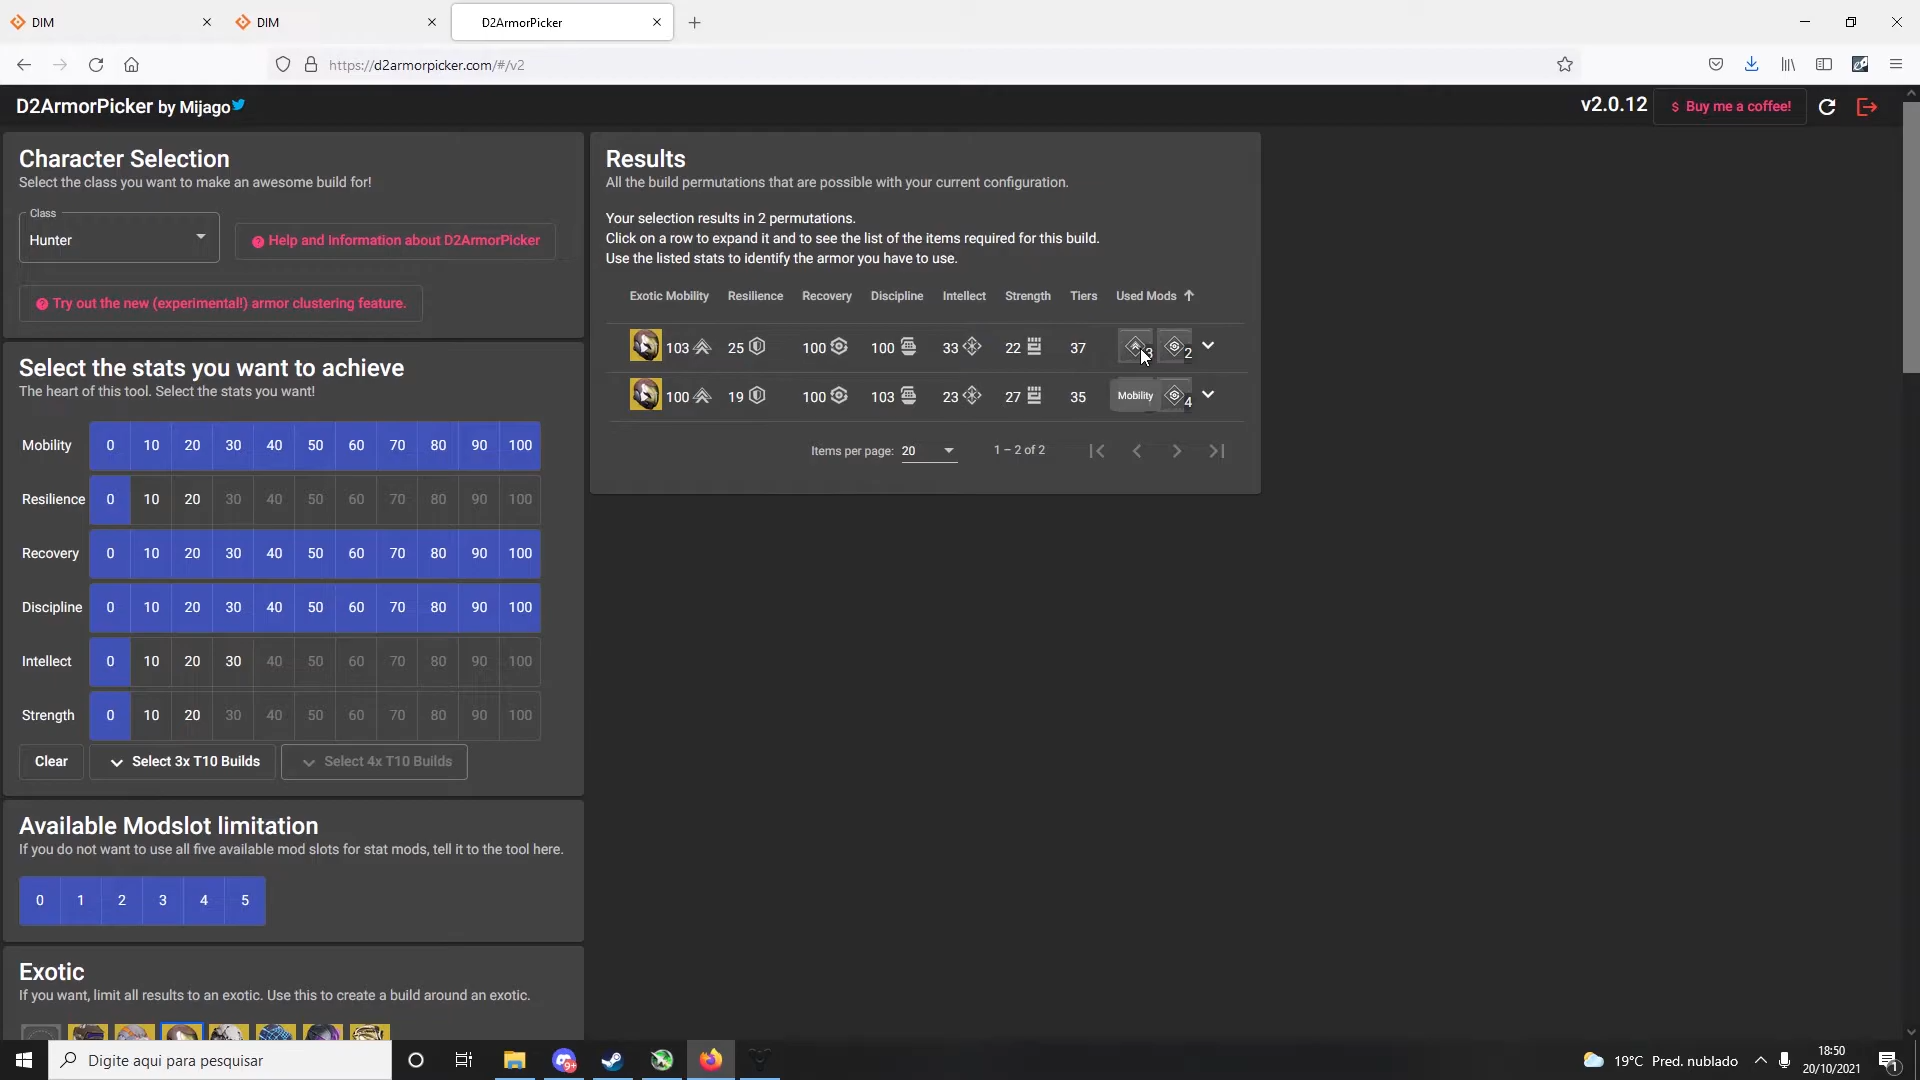 DIM
DIM
D2ArmorPicker
https://d2armorpicker.com/#/v2
D2ArmorPicker by Mijago
v2.0.12
$ Buy me a coffee!
Character Selection
Select the class you want to make an awesome build for!
Class
Hunter
Help and Information about D2ArmorPicker
Try out the new (experimental!) armor clustering feature.
Select the stats you want to achieve
The heart of this tool. Select the stats you want!
Mobility 0 10 20 30 40 50 60 70 80 90 100
Resilience 0 10 20 30 40 50 60 70 80 90 100
Recovery 0 10 20 30 40 50 60 70 80 90 100
Discipline 0 10 20 30 40 50 60 70 80 90 100
Intellect 0 10 20 30 40 50 60 70 80 90 100
Strength 0 10 20 30 40 50 60 70 80 90 100
Clear Select 3x T10 Builds Select 4x T10 Builds
Available Modslot limitation
If you do not want to use all five available mod slots for stat mods, tell it to the tool here.
0 1 2 3 4 5
Exotic
If you want, limit all results to an exotic. Use this to create a build around an exotic.
Results
All the build permutations that are possible with your current configuration.
Your selection results in 2 permutations.
Click on a row to expand it and to see the list of the items required for this build.
Use the listed stats to identify the armor you have to use.
Exotic Mobility Resilience Recovery Discipline Intellect Strength Tiers Used Mods
103 25 100 100 33 22 37 3 2
100 19 100 103 23 27 35 Mobility 4
Items per page: 20 1 – 2 of 2
Digite aqui para pesquisar
9+
19°C Pred. nublado
18:50
20/10/2021
1